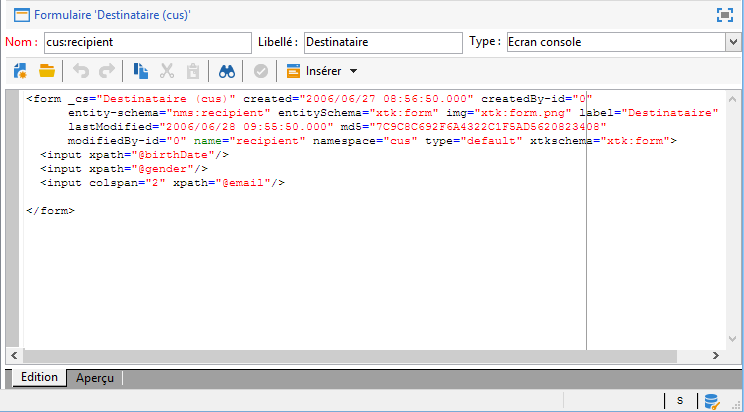 Formulaire 'Destinataire (cus)'
Nom : cus:recipient Libellé : Destinataire Type : Ecran console
Insérer
<form _cs="Destinataire (cus)" created="2006/06/27 08:56:50.000" createdBy-id="0"
entity-schema="nms:recipient" entitySchema="xtk:form" img="xtk:form.png" label="Destinataire"
lastModified="2006/06/28 09:55:50.000" md5="7C9C8C692F6A4322C1F5AD5620823408"
modifiedBy-id="0" name="recipient" namespace="cus" type="default" xtkschema="xtk:form">
<input xpath="@birthDate"/>
<input xpath="@gender"/>
<input colspan="2" xpath="@email"/>
</form>
Edition Aperçu
S